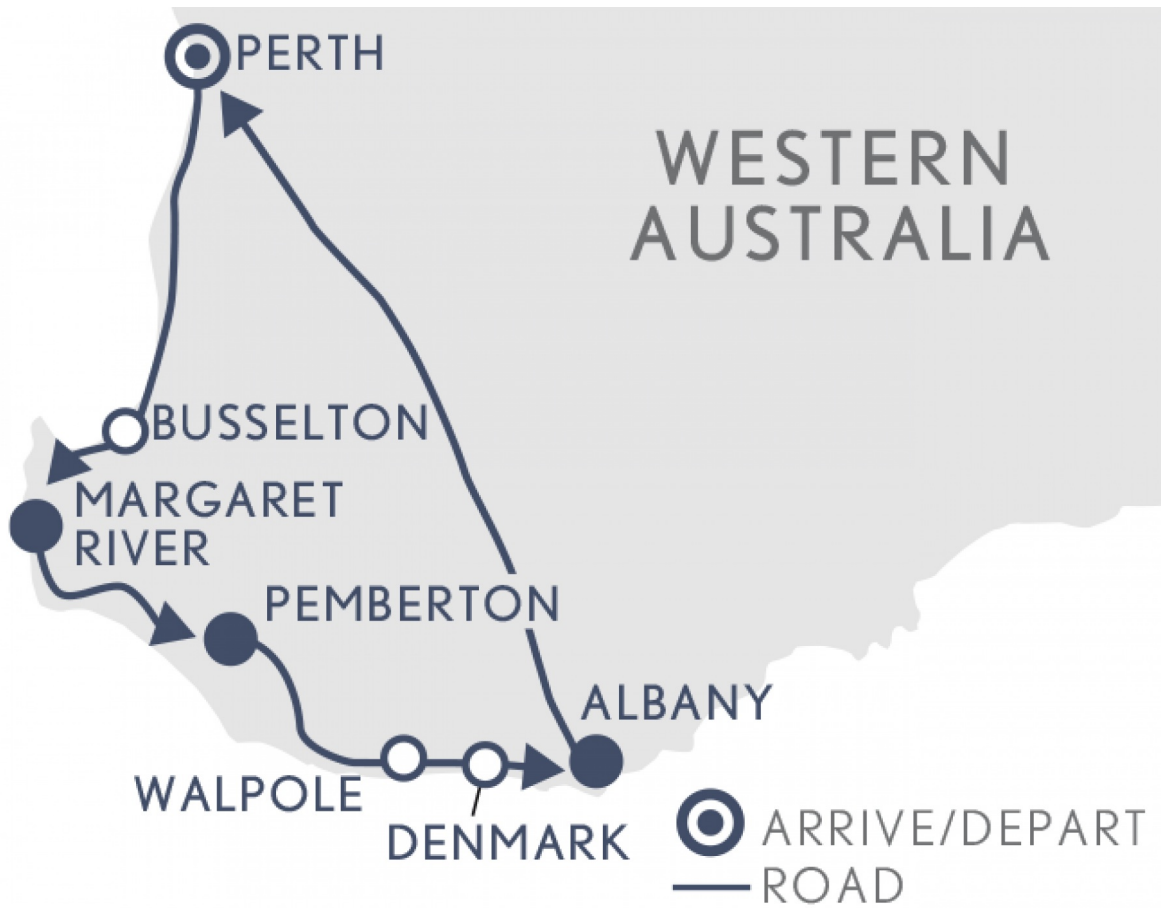 PERTH
WESTERN
AUSTRALIA
BUSSELTON
MARGARET
RIVER
PEMBERTON
ALBANY
WALPOLE
DENMARK
ARRIVE/DEPART
ROAD